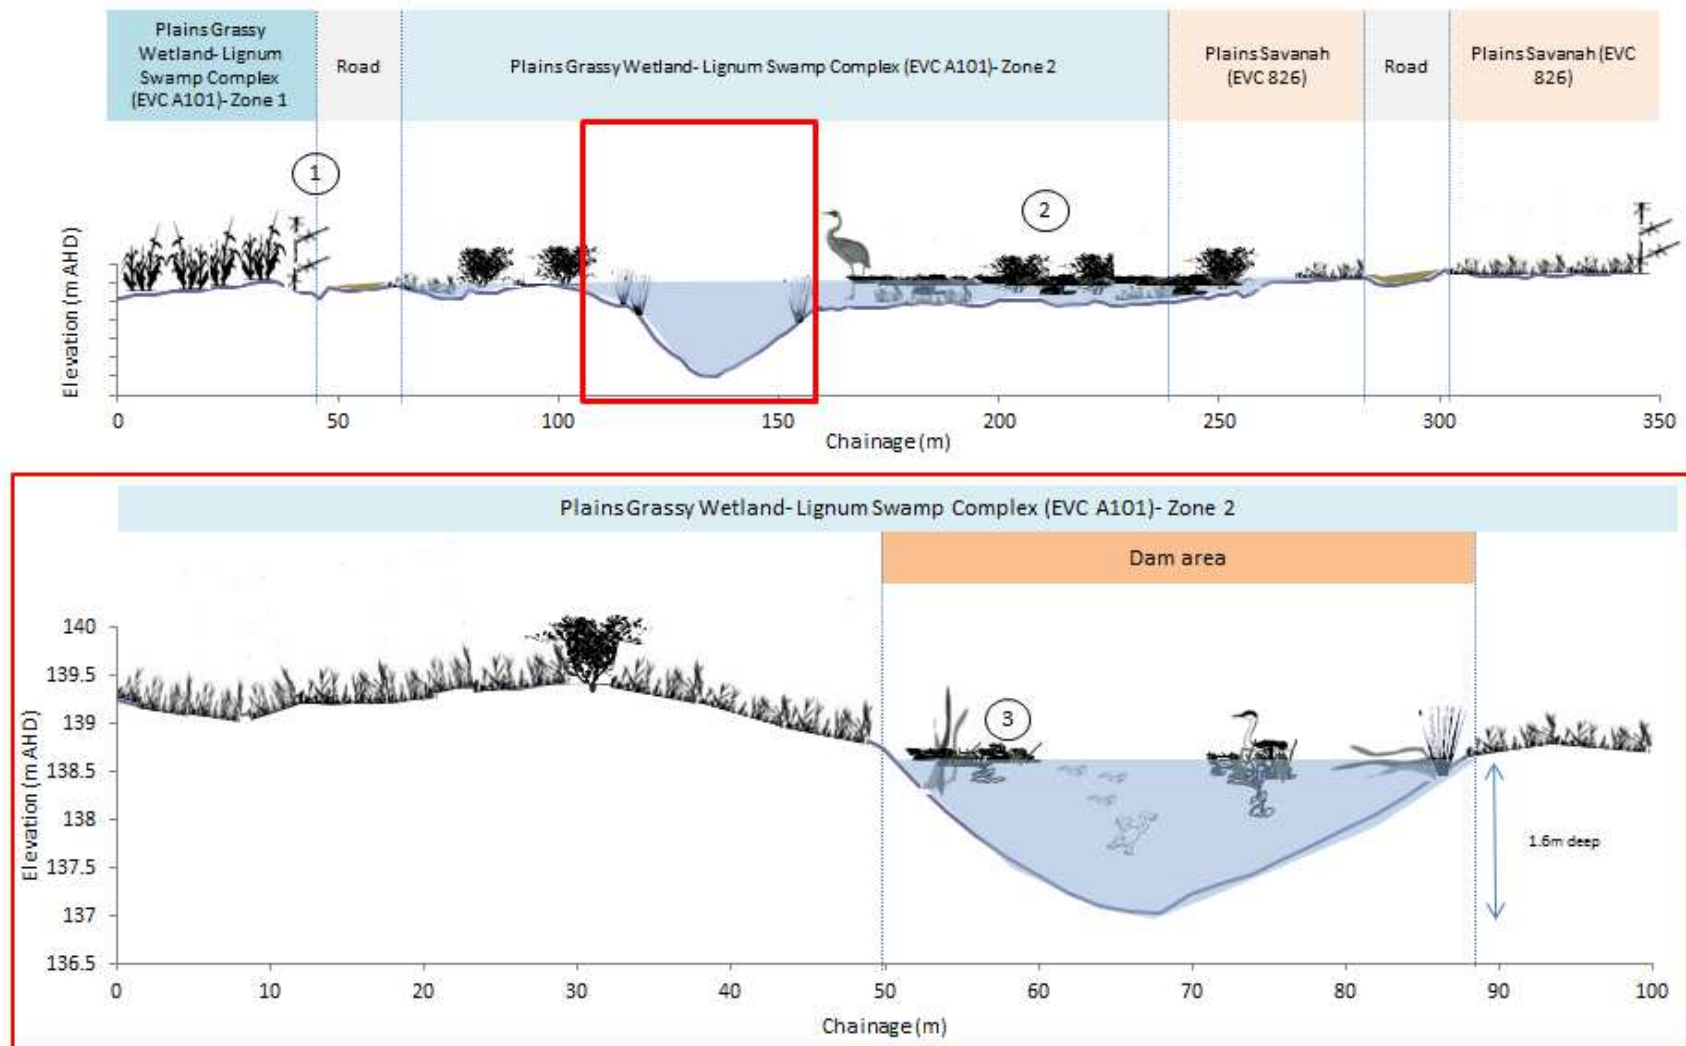 Plains Grassy
Wetland- Lignum
Swamp Complex
(EVC A101)- Zone 1
Road
Plains Grassy Wetland- Lignum Swamp Complex (EVC A101)- Zone 2
Plains Savanah
(EVC 826)
Road
Plains Savanah (EVC
826)
1
2
Elevation (m AHD)
0
50
100
150
200
250
300
350
Chainage (m)
Plains Grassy Wetland- Lignum Swamp Complex (EVC A101)- Zone 2
Dam area
140
139.5
139
138.5
138
137.5
137
136.5
Elevation (m AHD)
3
1.6m deep
0
10
20
30
40
50
60
70
80
90
100
Chainage (m)